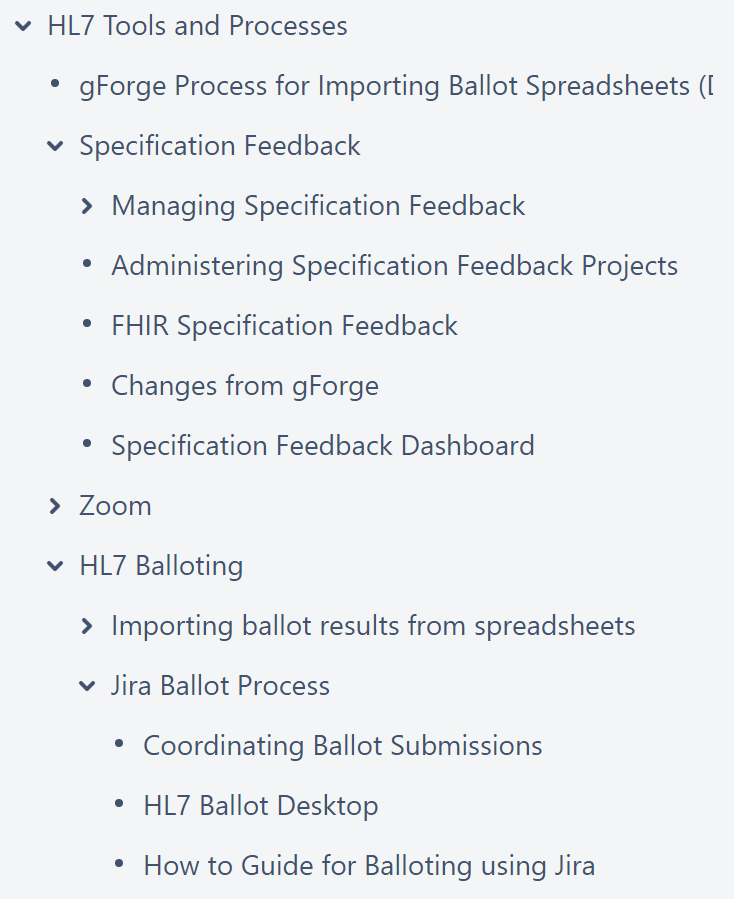 HL7 Tools and Processes
gForge Process for Importing Ballot Spreadsheets (
Specification Feedback
Managing Specification Feedback
Administering Specification Feedback Projects
FHIR Specification Feedback
Changes from gForge
Specification Feedback Dashboard
Zoom
HL7 Balloting
Importing ballot results from spreadsheets
Jira Ballot Process
Coordinating Ballot Submissions
HL7 Ballot Desktop
How to Guide for Balloting using Jira